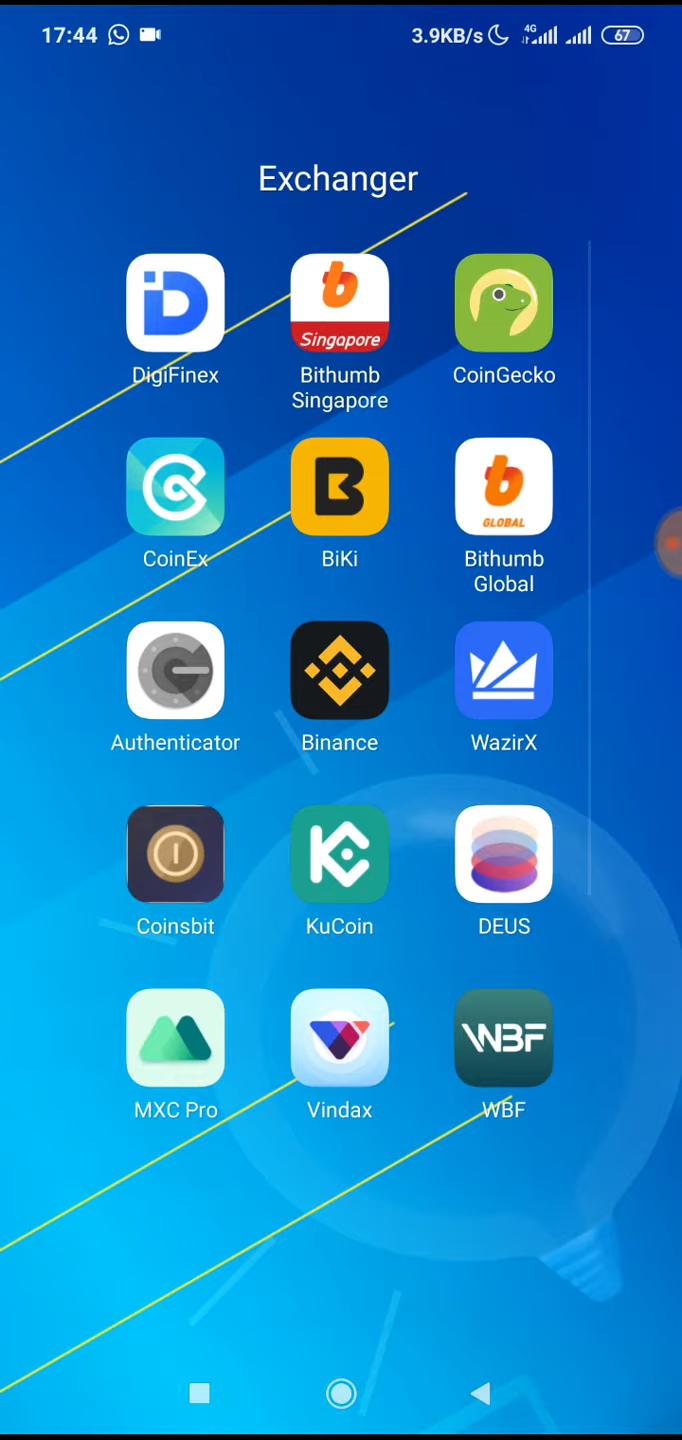 17:44
3.9KB/s 4G 67
Exchanger
Singapore
DigiFinex
Bithumb
Singapore
CoinGecko
GLOBAL
CoinEx
BiKi
Bithumb
Global
Authenticator
Binance
WazirX
Coinsbit
KuCoin
DEUS
WBF
MXC Pro
Vindax
WBF